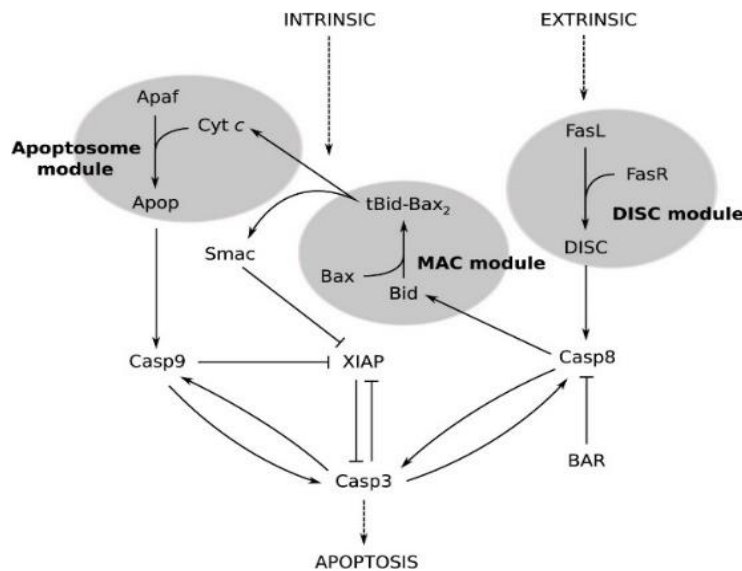 INTRINSIC
EXTRINSIC
Apaf
Cyt c
Apoptosome
module
Apop
FasL
FasR
DISC module
DISC
tBid-Bax₂
Smac
MAC module
Bax
Bid
Casp9
XIAP
Casp8
Casp3
BAR
APOPTOSIS